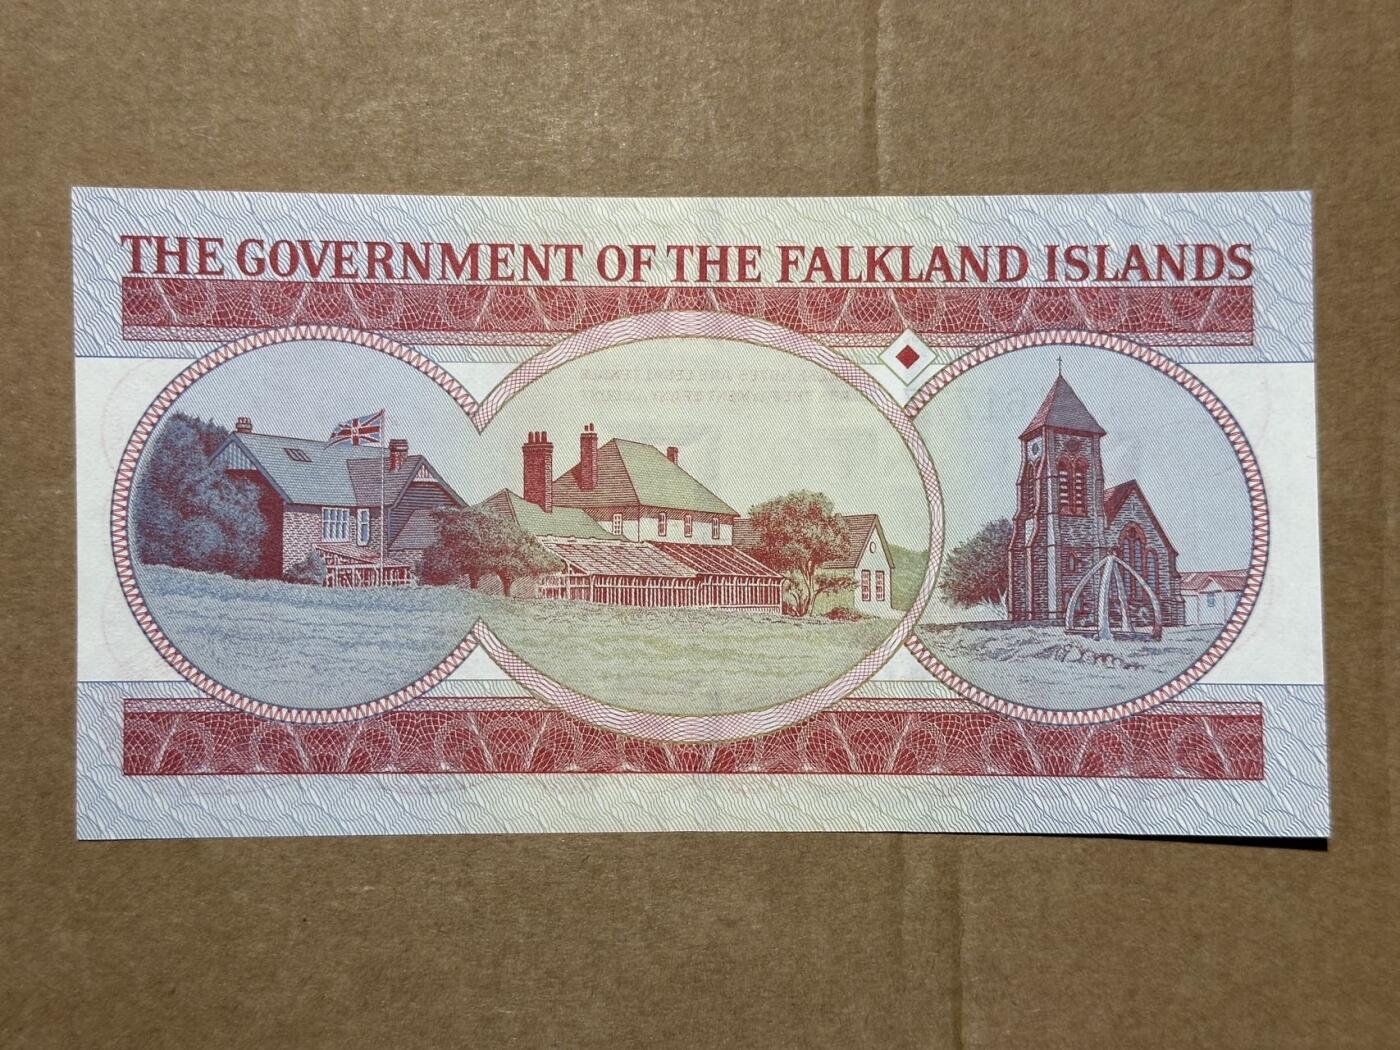 THE GOVERNMENT OF THE FALKLAND ISLANDS